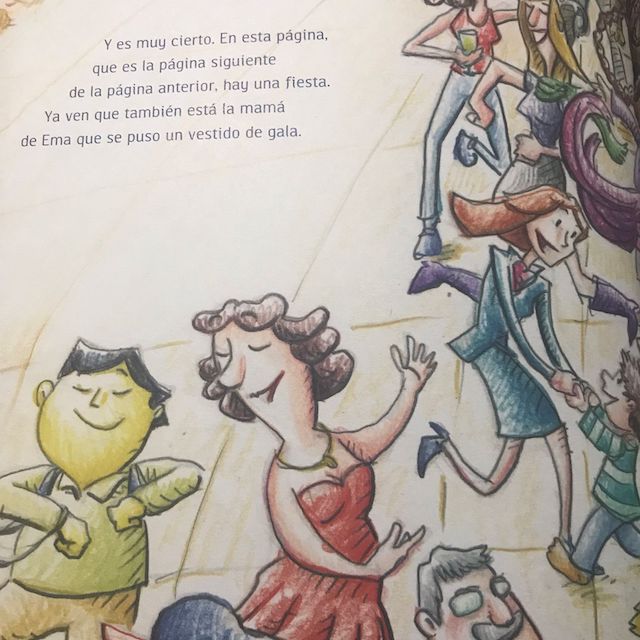 Y es muy cierto. En esta página,
que es la página siguiente
de la página anterior, hay una fiesta.
Ya ven que también está la mamá
de Ema que se puso un vestido de gala.